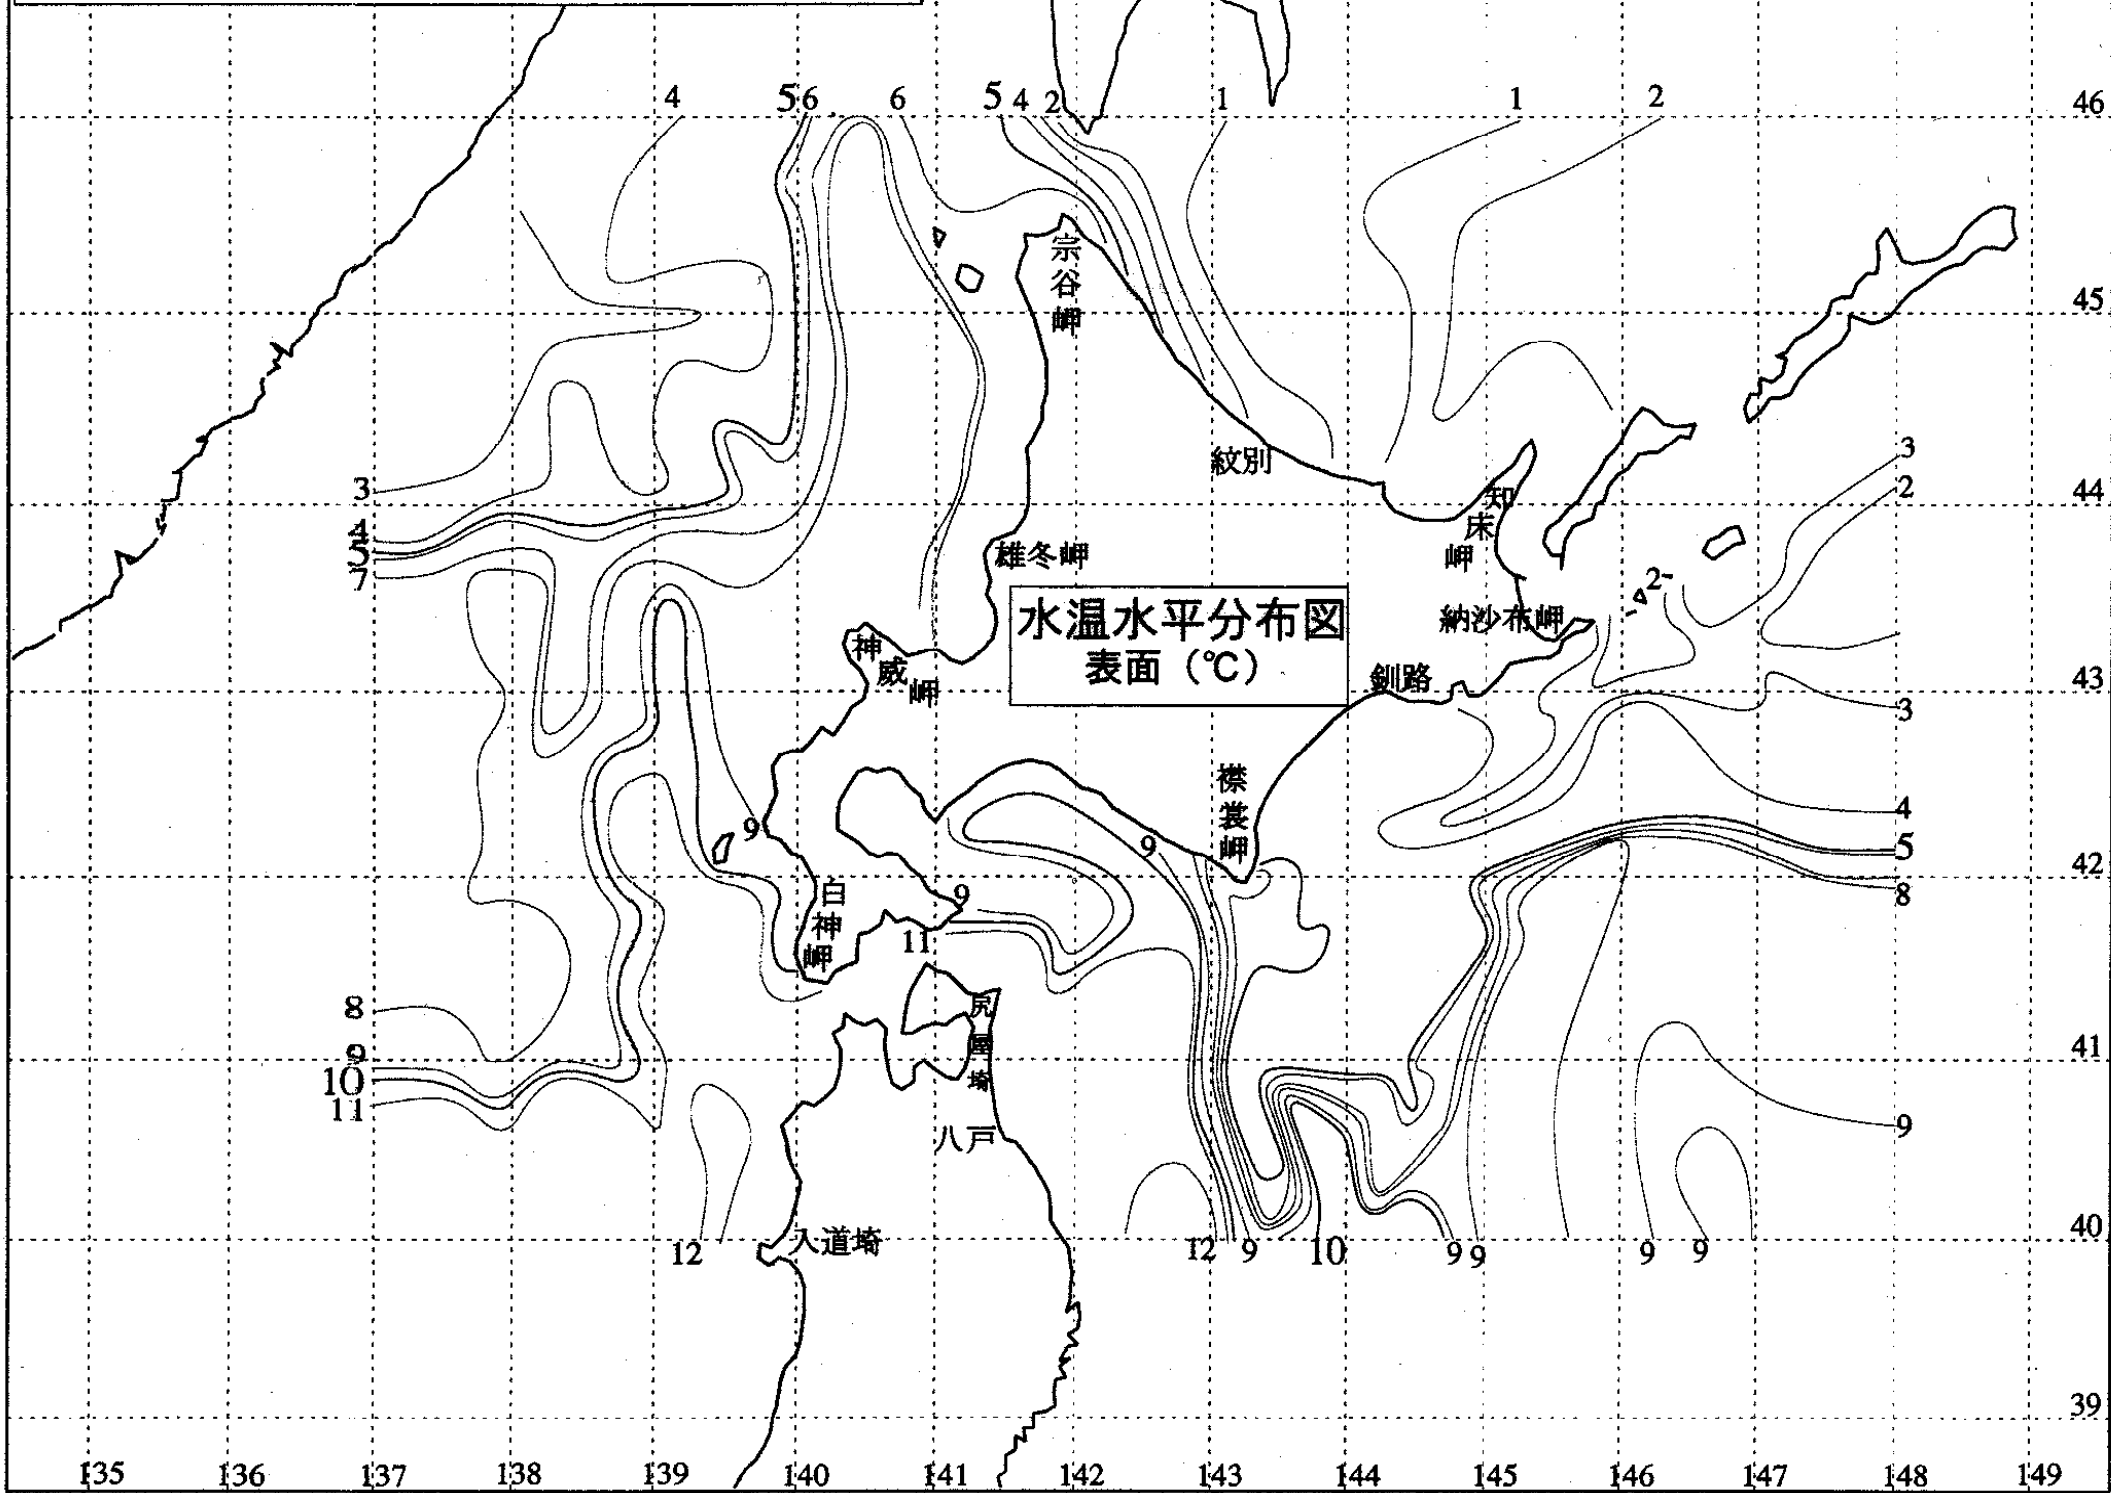 4 5 6 6 5 4 2 1 1 2 46
宗谷岬
45
紋別
3
2
3
44
4
5
7
知床岬
雄冬岬
2
水温水平分布図
表面（℃）
納沙布岬
神威岬
釧路
43
3
襟裳岬
4
9
9
5
42
8
9
白神岬
11
8
尻屋埼
9
41
10
11
9
八戸
入道埼
40
12 12 9 10 9 9 9 9
39
135 136 137 138 139 140 141 142 143 144 145 146 147 148 149